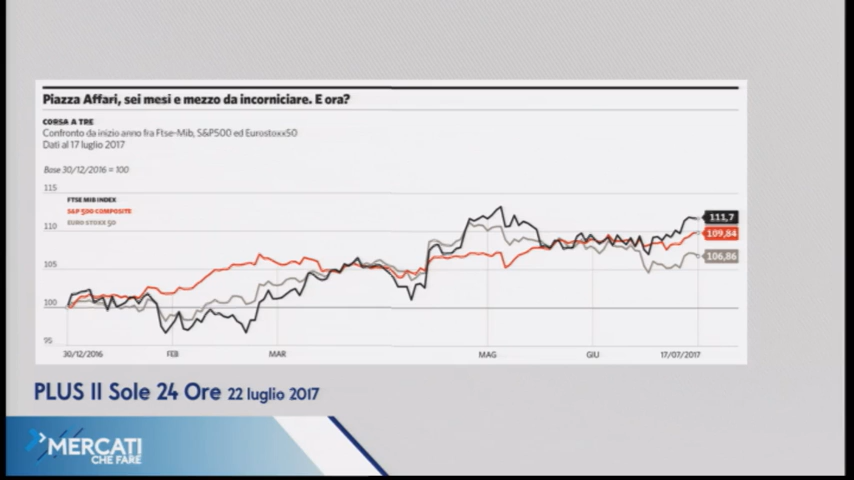 Piazza Affari, sei mesi e mezzo da incorniciare. E ora?
CORSA A TRE
Confronto da inizio anno fra Ftse-Mib, S&P500 ed Eurostoxx50
Dati al 17 luglio 2017
Base 30/12/2016 = 100
115
FTSE MIB INDEX
S&P 500 COMPOSITE
EURO STOXX 50
110
105
100
95
111,7
109,84
106,86
30/12/2016 FEB MAR MAG GIU 17/07/2017
PLUS Il Sole 24 Ore 22 luglio 2017
MERCATI
CHE FARE